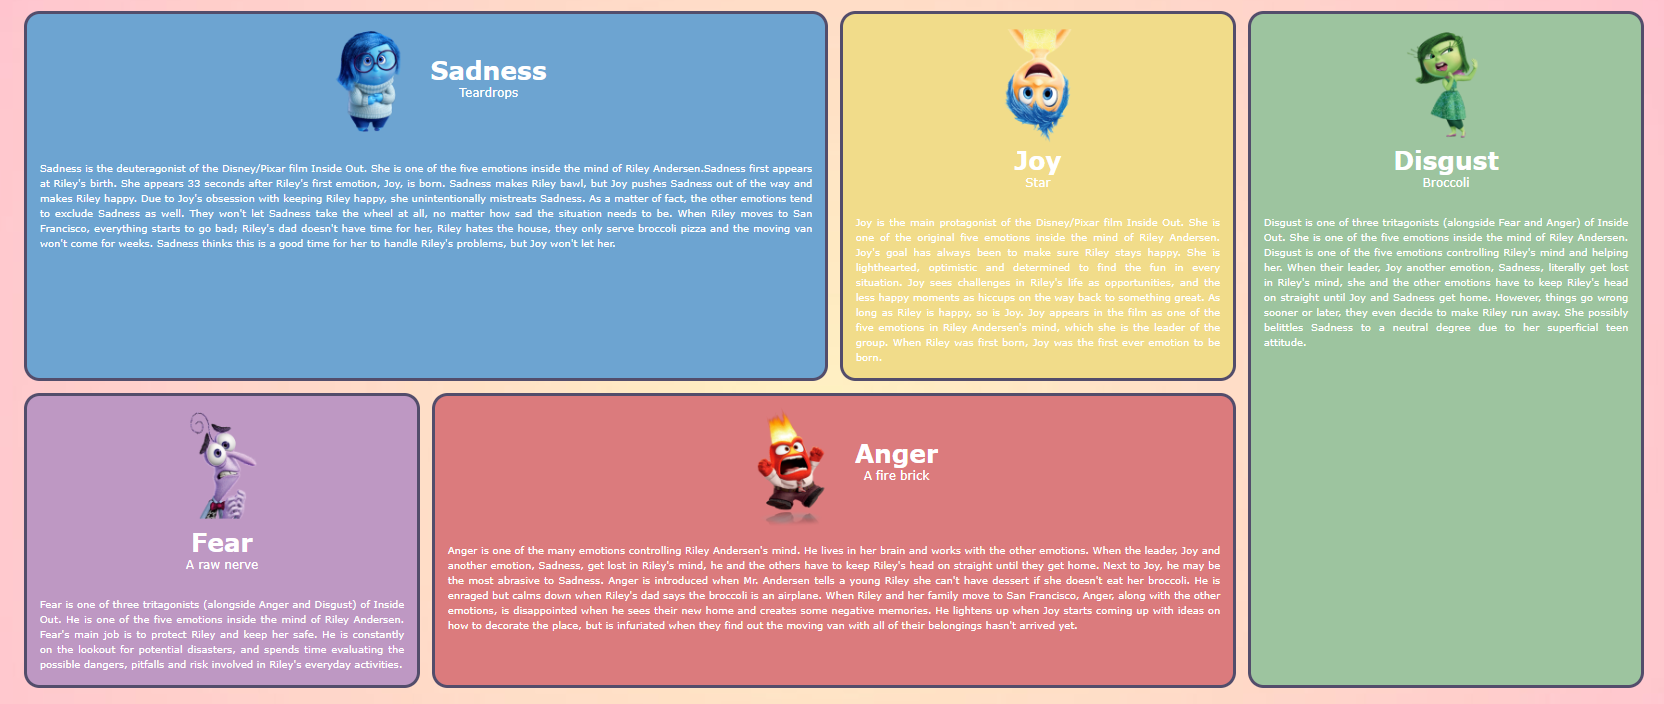 Sadness
Teardrops
Sadness is the deuteragonist of the Disney/Pixar film Inside Out. She is one of the five emotions inside the mind of Riley Andersen.Sadness first appears
at Riley's birth. She appears 33 seconds after Riley's first emotion, Joy, is born. Sadness makes Riley bawl, but Joy pushes Sadness out of the way and
makes Riley happy. Due to Joy's obsession with keeping Riley happy, she unintentionally mistreats Sadness. As a matter of fact, the other emotions tend
to exclude Sadness as well. They won't let Sadness take the wheel at all, no matter how sad the situation needs to be. When Riley moves to San
Francisco, everything starts to go bad; Riley's dad doesn't have time for her, Riley hates the house, they only serve broccoli pizza and the moving van
won't come for weeks. Sadness thinks this is a good time for her to handle Riley's problems, but Joy won't let her.
Joy
Star
Joy is the main protagonist of the Disney/Pixar film Inside Out. She is
one of the original five emotions inside the mind of Riley Andersen.
Joy's goal has always been to make sure Riley stays happy. She is
lighthearted, optimistic and determined to find the fun in every
situation. Joy sees challenges in Riley's life as opportunities, and the
less happy moments as hiccups on the way back to something great. As
long as Riley is happy, so is Joy. Joy appears in the film as one of the
five emotions in Riley Andersen's mind, which she is the leader of the
group. When Riley was first born, Joy was the first ever emotion to be
born.
Disgust
Broccoli
Disgust is one of three tritagonists (alongside Fear and Anger) of Inside
Out. She is one of the five emotions inside the mind of Riley Andersen.
Disgust is one of the five emotions controlling Riley's mind and helping
her. When their leader, Joy another emotion, Sadness, literally get lost
in Riley's mind, she and the other emotions have to keep Riley's head
on straight until Joy and Sadness get home. However, things go wrong
sooner or later, they even decide to make Riley run away. She possibly
belittles Sadness to a neutral degree due to her superficial teen
attitude.
Fear
A raw nerve
Fear is one of three tritagonists (alongside Anger and Disgust) of Inside
Out. He is one of the five emotions inside the mind of Riley Andersen.
Fear's main job is to protect Riley and keep her safe. He is constantly
on the lookout for potential disasters, and spends time evaluating the
possible dangers, pitfalls and risk involved in Riley's everyday activities.
Anger
A fire brick
Anger is one of the many emotions controlling Riley Andersen's mind. He lives in her brain and works with the other emotions. When the leader, Joy and
another emotion, Sadness, get lost in Riley's mind, he and the others have to keep Riley's head on straight until they get home. Next to Joy, he may be
the most abrasive to Sadness. Anger is introduced when Mr. Andersen tells a young Riley she can't have dessert if she doesn't eat her broccoli. He is
enraged but calms down when Riley's dad says the broccoli is an airplane. When Riley and her family move to San Francisco, Anger, along with the other
emotions, is disappointed when he sees their new home and creates some negative memories. He lightens up when Joy starts coming up with ideas on
how to decorate the place, but is infuriated when they find out the moving van with all of their belongings hasn't arrived yet.